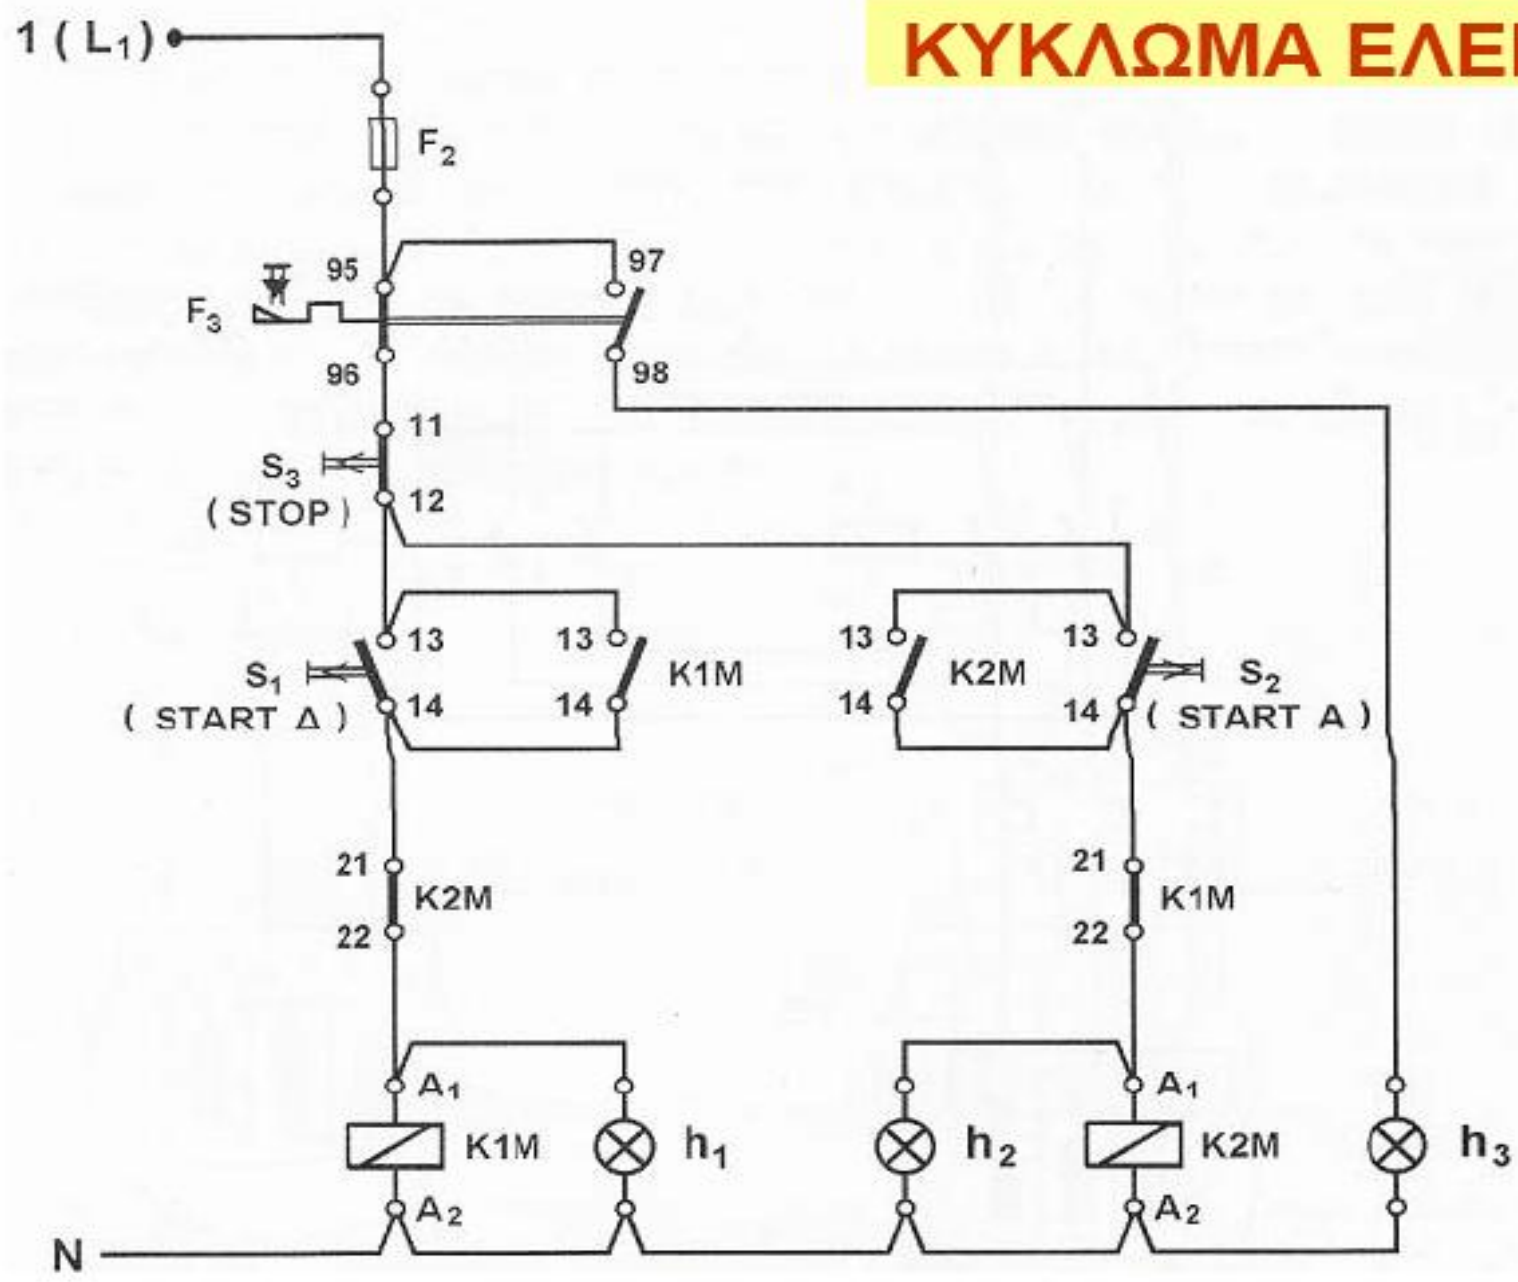 1 ( L₁ )
ΚΥΚΛΩΜΑ
F₂
95
97
F₃
96
98
11
S₃
12
( STOP )
13
13
13
13
S₁
K1M
K2M
S₂
14
14
14
14
( START Δ )
( START A )
21
21
K2M
K1M
22
22
A₁
A₁
K1M
h₁
h₂
K2M
h₃
A₂
A₂
N